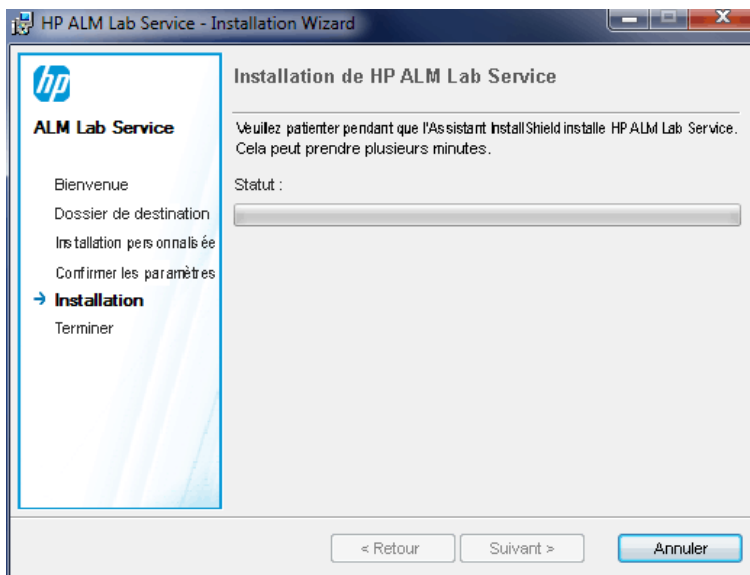 HP ALM Lab Service - Installation Wizard
hp
ALM Lab Service
Bienvenue
Dossier de destination
Installation personnalisée
Confirmer les paramètres
Installation
Terminer
Installation de HP ALM Lab Service
Veuillez patienter pendant que l'Assistant InstallShield installe HP ALM Lab Service.
Cela peut prendre plusieurs minutes.
Statut :
< Retour
Suivant >
Annuler